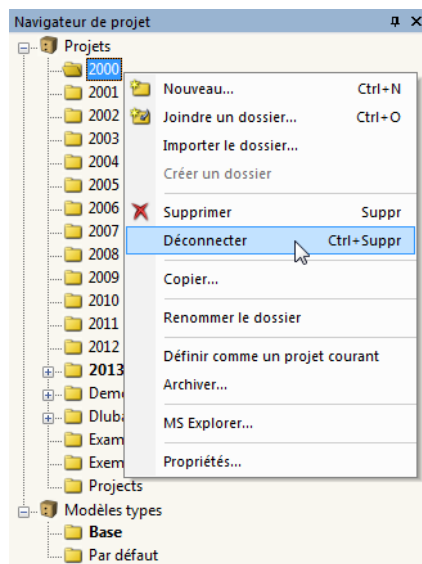 Navigateur de projet
Projets
2000
2001
Nouveau... Ctrl+N
2002
Joindre un dossier... Ctrl+O
2003
Importer le dossier...
2004
Créer un dossier
2005
2006
Supprimer Suppr
2007
Déconnecter Ctrl+Suppr
2008
2009
Copier...
2010
2011
Renommer le dossier
2012
Définir comme un projet courant
2013
Archiver...
Dem
Dluba
MS Explorer...
Exam
Exem
Propriétés...
Projects
Modèles types
Base
Par défaut